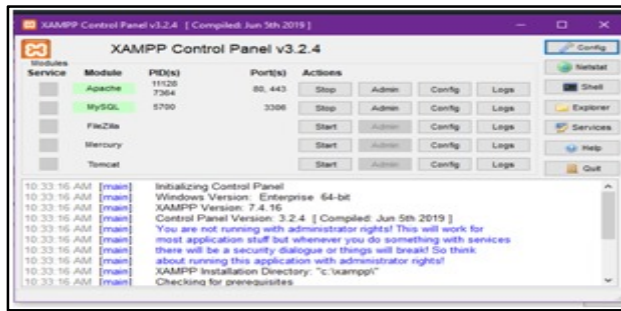 XAMPP Control Panel v3.2.4 [ Compiled: Jun 5th 2019 ]
XAMPP Control Panel v3.2.4
Config
Modules
Service Module PID(s) Port(s) Actions
Netstat
Apache 11128 7364 80, 443 Stop Admin Config Logs
Shell
MySQL 5700 3306 Stop Admin Config Logs
Explorer
FileZilla Start Admin Config Logs
Services
Mercury Start Admin Config Logs
Help
Tomcat Start Admin Config Logs
Quit
10:33:16 AM [main] Initializing Control Panel
10:33:16 AM [main] Windows Version: Enterprise 64-bit
10:33:16 AM [main] XAMPP Version: 7.4.16
10:33:16 AM [main] Control Panel Version: 3.2.4 [ Compiled: Jun 5th 2019 ]
10:33:16 AM [main] You are not running with administrator rights! This will work for
10:33:16 AM [main] most application stuff but whenever you do something with services
10:33:16 AM [main] there will be a security dialogue or things will break! So think
10:33:16 AM [main] about running this application with administrator rights!
10:33:16 AM [main] XAMPP Installation Directory: "c:\xampp\"
10:33:16 AM [main] Checking for prerequisites